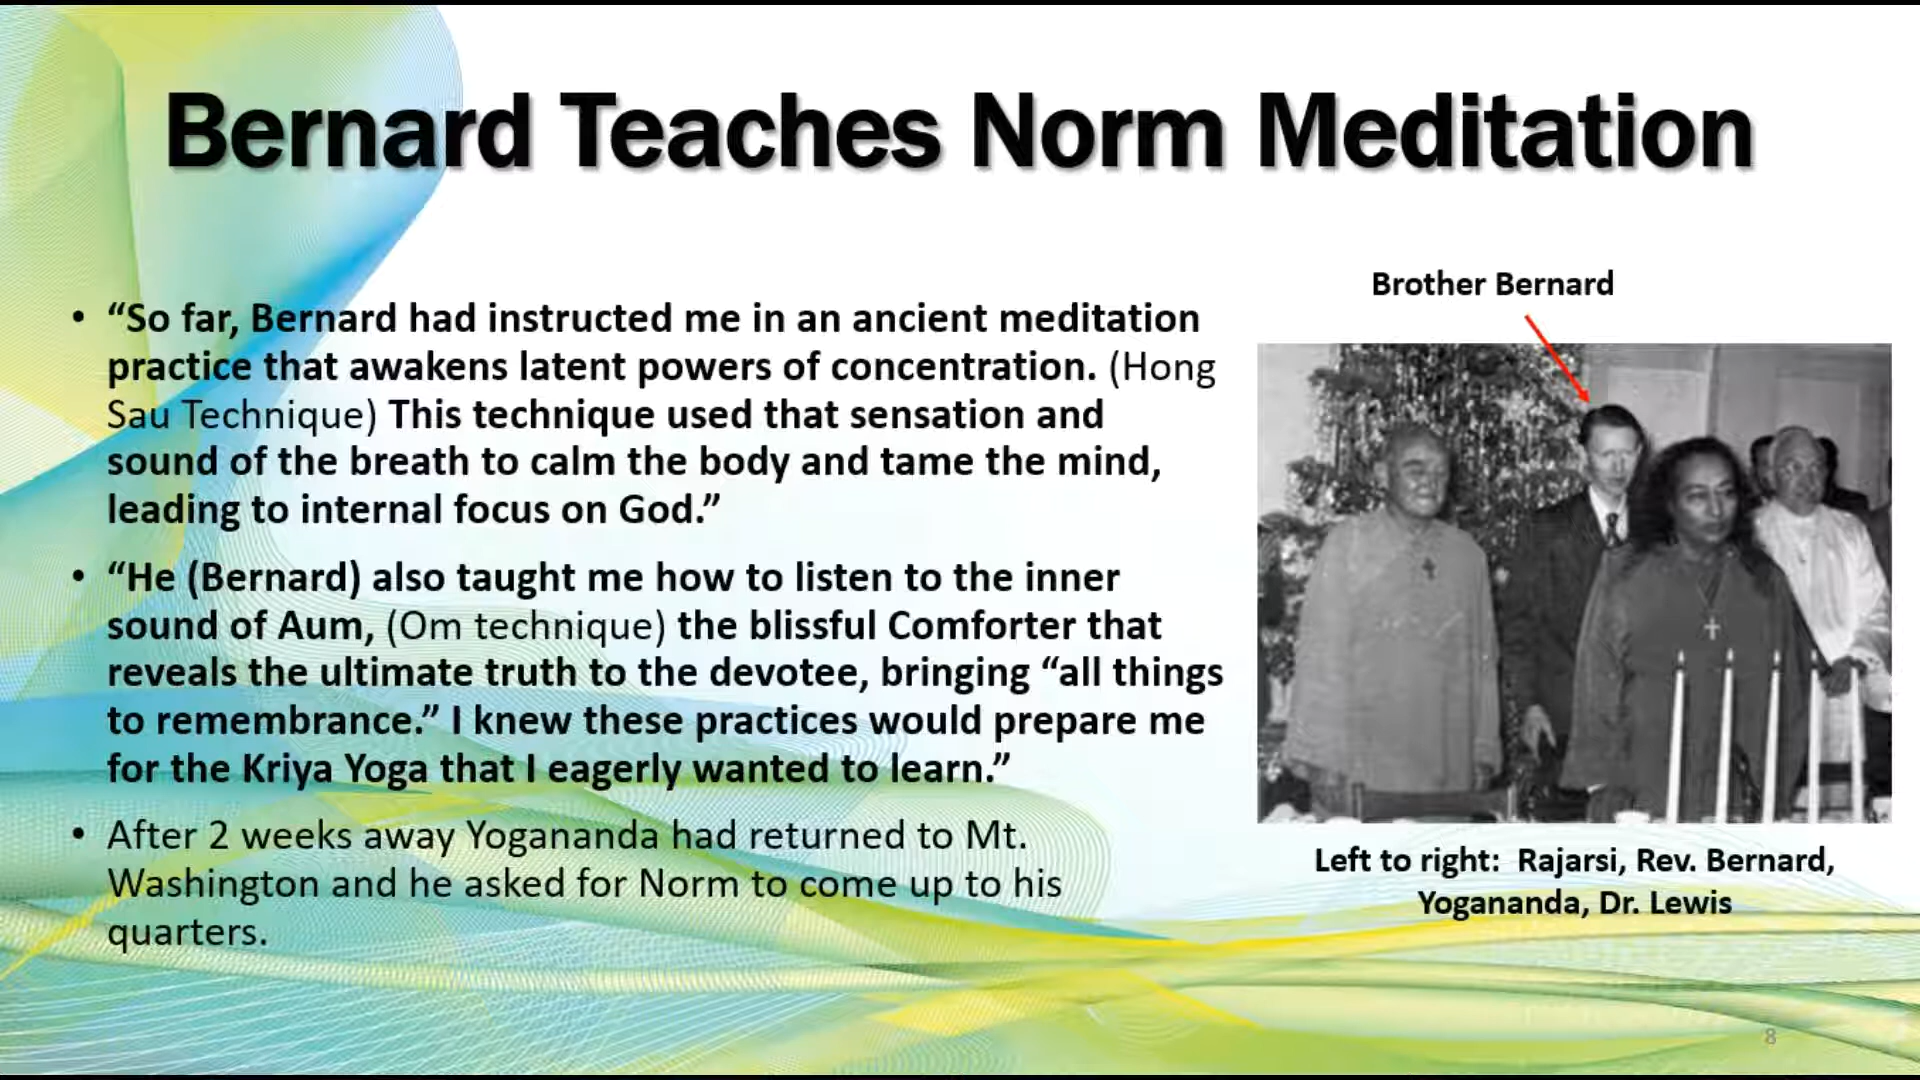 Bernard Teaches Norm Meditation
• “So far, Bernard had instructed me in an ancient meditation
practice that awakens latent powers of concentration. (Hong
Sau Technique) This technique used that sensation and
sound of the breath to calm the body and tame the mind,
leading to internal focus on God.”
• “He (Bernard) also taught me how to listen to the inner
sound of Aum, (Om technique) the blissful Comforter that
reveals the ultimate truth to the devotee, bringing “all things
to remembrance.” I knew these practices would prepare me
for the Kriya Yoga that I eagerly wanted to learn.”
• After 2 weeks away Yogananda had returned to Mt.
Washington and he asked for Norm to come up to his
quarters.
Brother Bernard
Left to right:  Rajarsi, Rev. Bernard,
Yogananda, Dr. Lewis
8